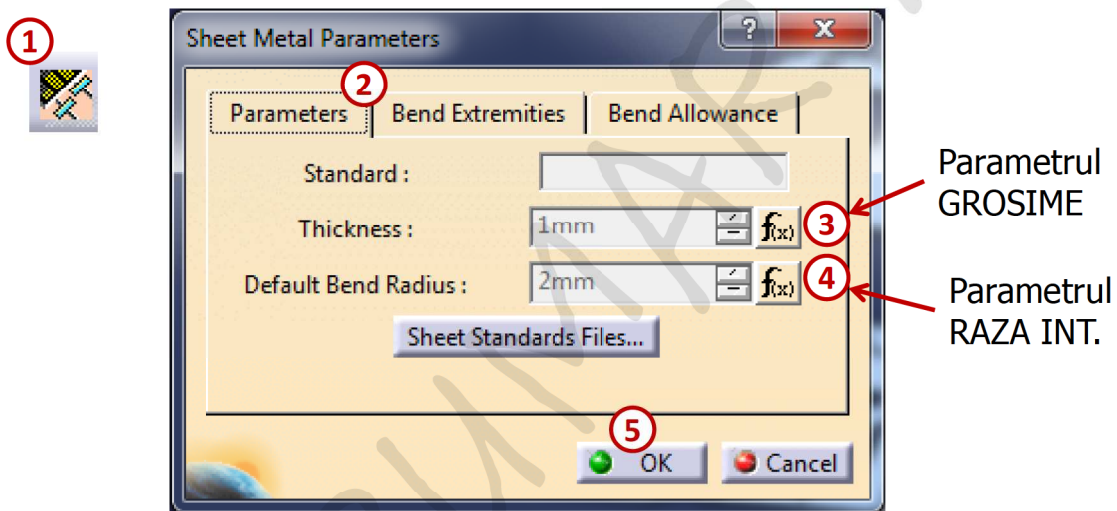 1
Sheet Metal Parameters
?
X
2
Parameters Bend Extremities Bend Allowance
Standard :
Thickness : 1mm f(x) 3
Parametrul
GROSIME
Default Bend Radius : 2mm f(x) 4
Parametrul
RAZA INT.
Sheet Standards Files...
5
OK Cancel